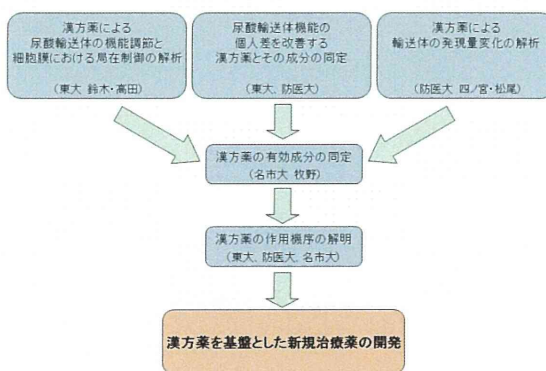 漢方薬による
尿酸輸送体の機能調節と
細胞膜における局在制御の解析
(東大 鈴木・高田)
尿酸輸送体機能の
個人差を改善する
漢方薬とその成分の同定
(東大、防医大)
漢方薬による
輸送体の発現量変化の解析
(防医大 四ノ宮・松尾)
漢方薬の有効成分の同定
(名市大 牧野)
漢方薬の作用機序の解明
(東大、防医大、名市大)
漢方薬を基盤とした新規治療薬の開発